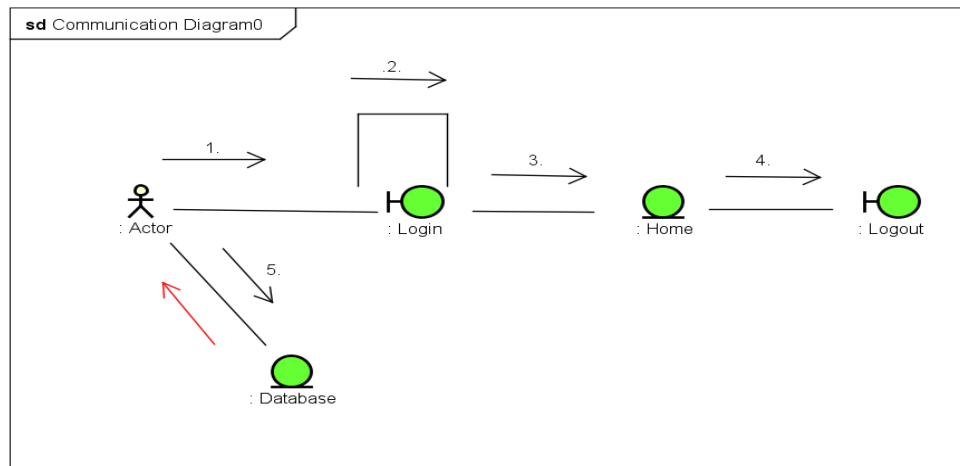 sd Communication Diagram0
.2.
1.
3.
4.
: Actor
: Login
: Home
: Logout
5.
: Database